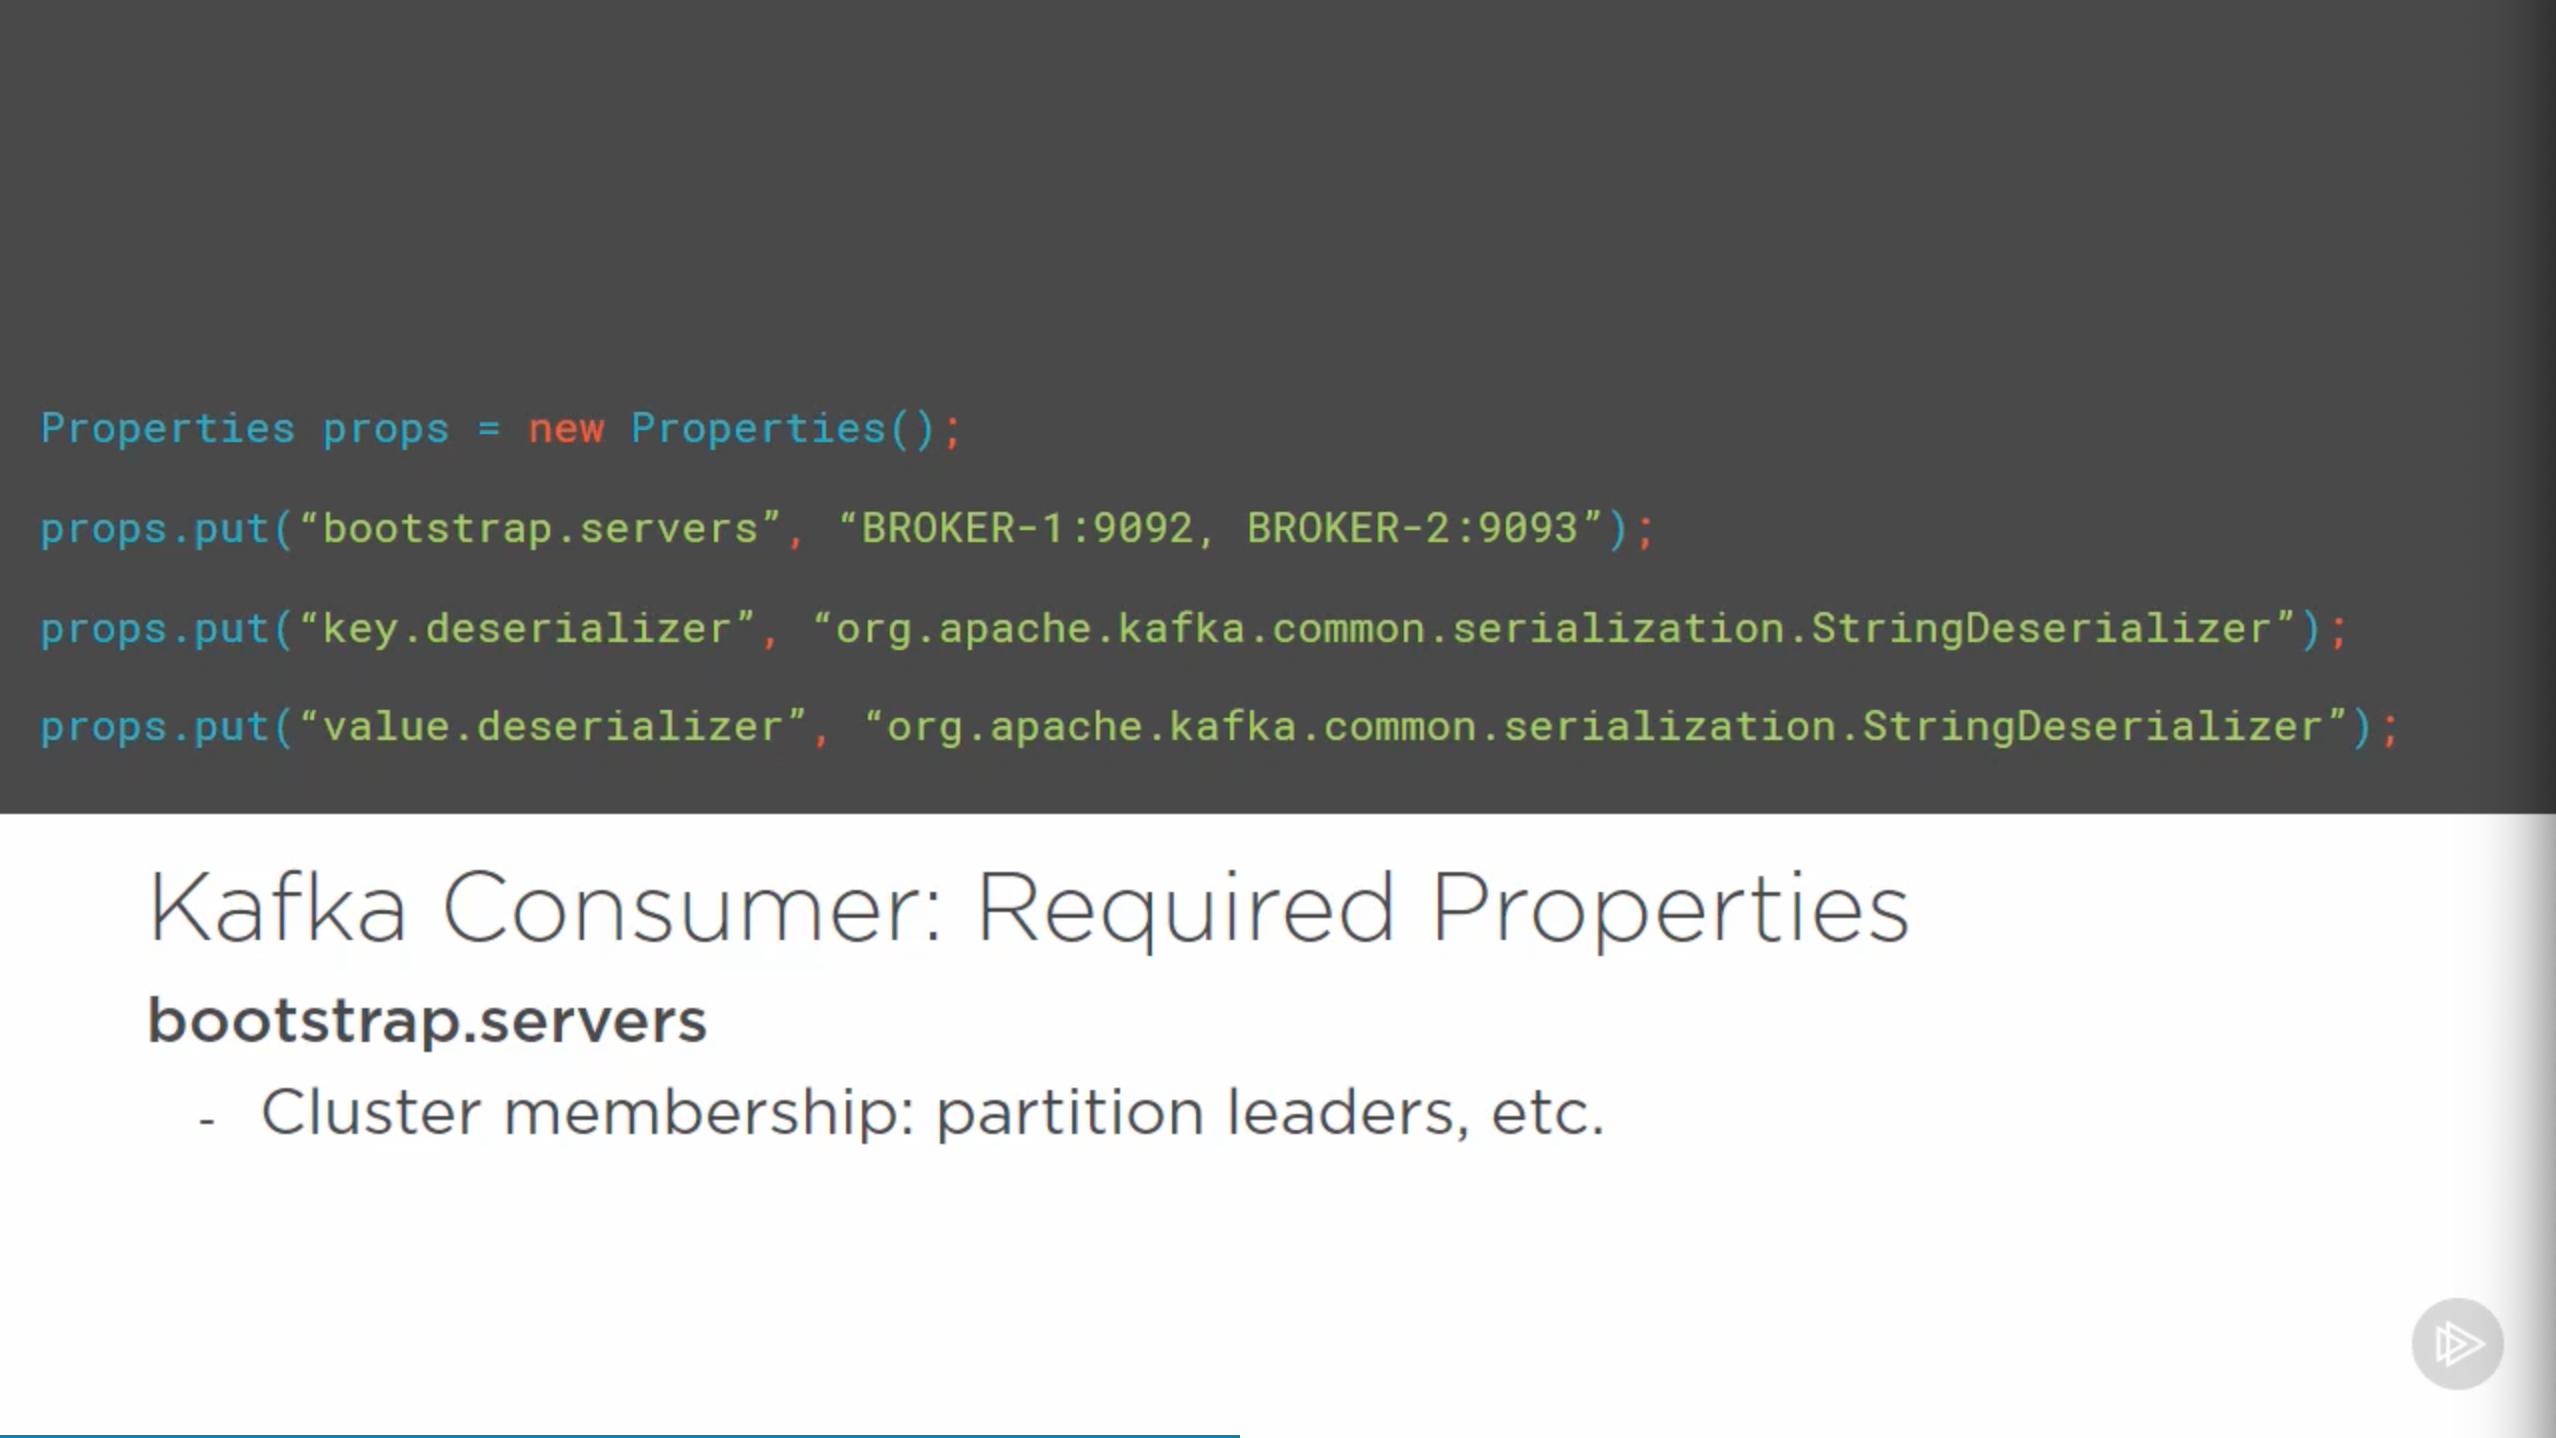 Properties props = new Properties();
props.put(“bootstrap.servers”, “BROKER-1:9092, BROKER-2:9093”);
props.put(“key.deserializer”, “org.apache.kafka.common.serialization.StringDeserializer”);
props.put(“value.deserializer”, “org.apache.kafka.common.serialization.StringDeserializer”);
Kafka Consumer: Required Properties
bootstrap.servers
- Cluster membership: partition leaders, etc.